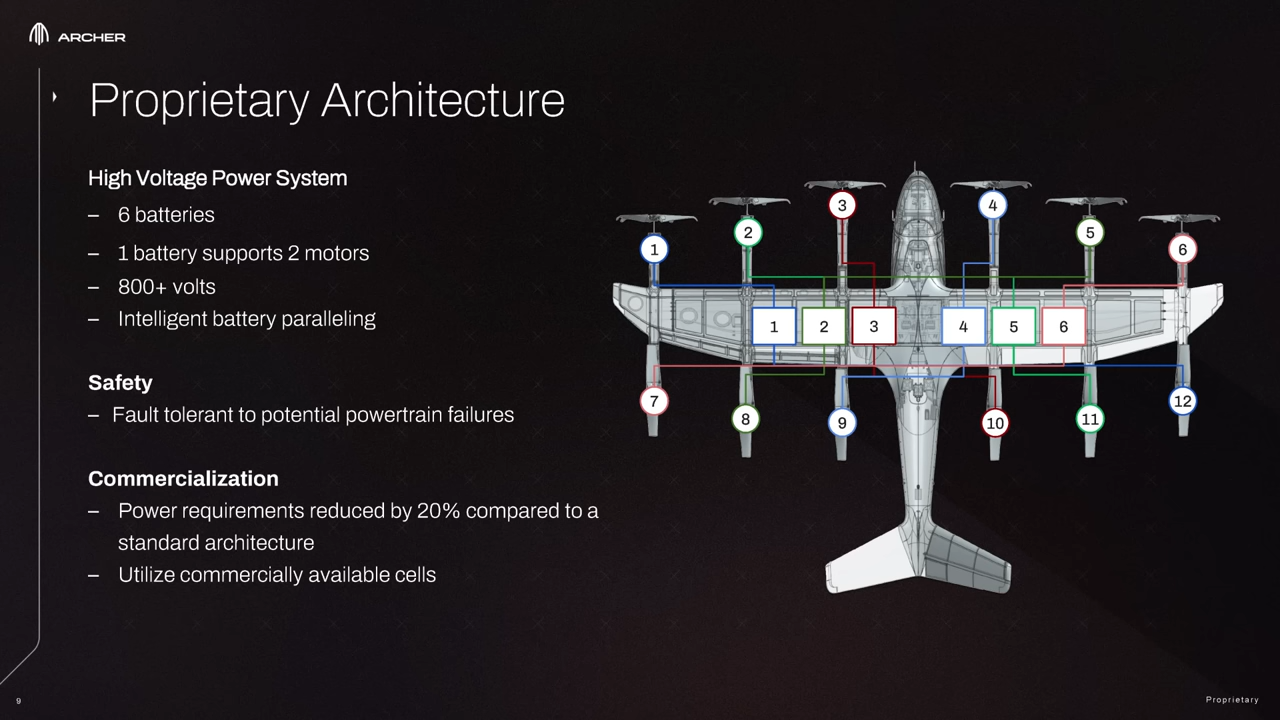 ARCHER
Proprietary Architecture
High Voltage Power System
– 6 batteries
– 1 battery supports 2 motors
– 800+ volts
– Intelligent battery paralleling
Safety
– Fault tolerant to potential powertrain failures
Commercialization
– Power requirements reduced by 20% compared to a
standard architecture
– Utilize commercially available cells
1 2 3 4 5 6
1 2 3 4 5 6
7 8 9 10 11 12
9
Proprietary